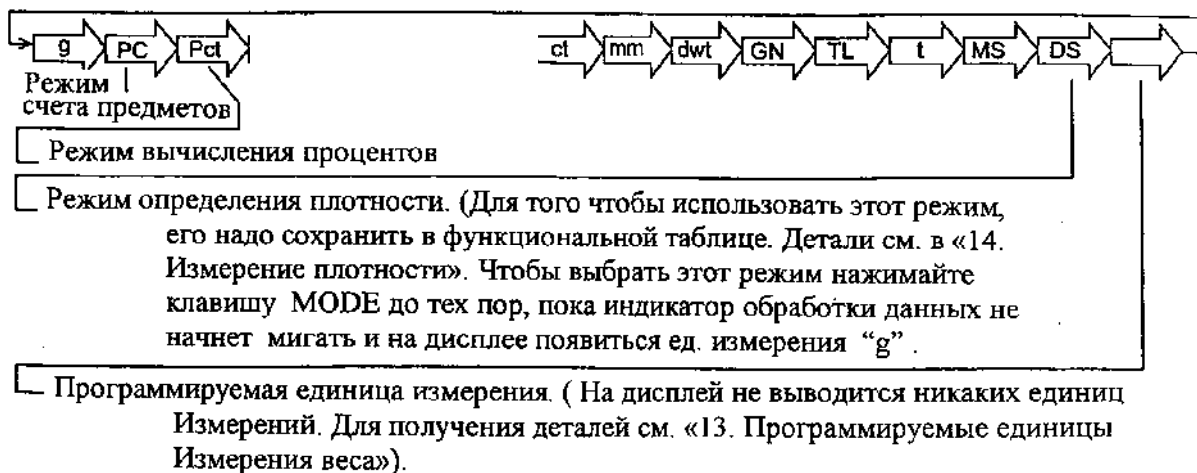 g PC Pct ct mm dwt GN TL t MS DS
Режим
счета предметов
Режим вычисления процентов
Режим определения плотности. (Для того чтобы использовать этот режим,
его надо сохранить в функциональной таблице. Детали см. в «14.
Измерение плотности». Чтобы выбрать этот режим нажимайте
клавишу MODE до тех пор, пока индикатор обработки данных не
начнет мигать и на дисплее появиться ед. измерения “g” .
Программируемая единица измерения. ( На дисплей не выводится никаких единиц
Измерений. Для получения деталей см. «13. Программируемые единицы
Измерения веса»).